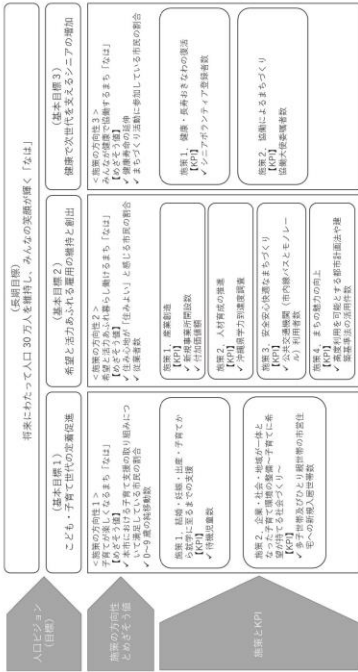 人口ビジョン
(目標)
(長期目標)
将来にわたって人口 30 万人を維持し、みんなの笑顔が輝く「なは」
(基本目標1)
こども・子育て世代の定着促進
(基本目標2)
希望と活力あふれる雇用の維持と創出
(基本目標3)
健康で次世代を支えるシニアの増加
施策の方向性
とめざそう値
<施策の方向性1>
子育てが楽しくなるまち「なは」
【めざそう値】
✓ 本市における子育て支援の取り組みにつ
いて満足している市民の割合
✓ 0~9 歳の純移動数
<施策の方向性2>
希望と活力あふれ暮らし働けるまち「なは」
【めざそう値】
✓ 住み心地が「住みよい」と感じる市民の割合
✓ 従業者数
<施策の方向性3>
みんなが健康で協働するまち「なは」
【めざそう値】
✓ 健康寿命の延伸
✓ まちづくり活動に参加している市民の割合
施策とKPI
施策1、結婚・妊娠・出産・子育てか
ら就学に至るまでの支援
【KPI】
✓ 待機児童数
施策2、企業・社会・地域が一体と
なった子育て環境の整備~子育てに希
望が持てる社会づくり~
【KPI】
✓ 多子世帯及びひとり親世帯の市営住
宅への新規入居世帯数
施策1、産業創造
【KPI】
✓ 新規事業所開設数
付加価値額
施策2、人材育成の推進
【KPI】
✓ 沖縄県学力到達度調査
施策3、安全安心快適なまちづくり
【KPI】
✓ 公共交通機関(市内線バスとモノレー
ル)利用者数
施策4、まちの魅力の向上
【KPI】
✓ 高度利用を可能とする都市計画法や建
築基準法の活用件数
施策1、健康・長寿おきなわの復活
【KPI】
✓ シニアボランティア登録者数
施策2、協働によるまちづくり
【KPI】
協働大使委嘱者数